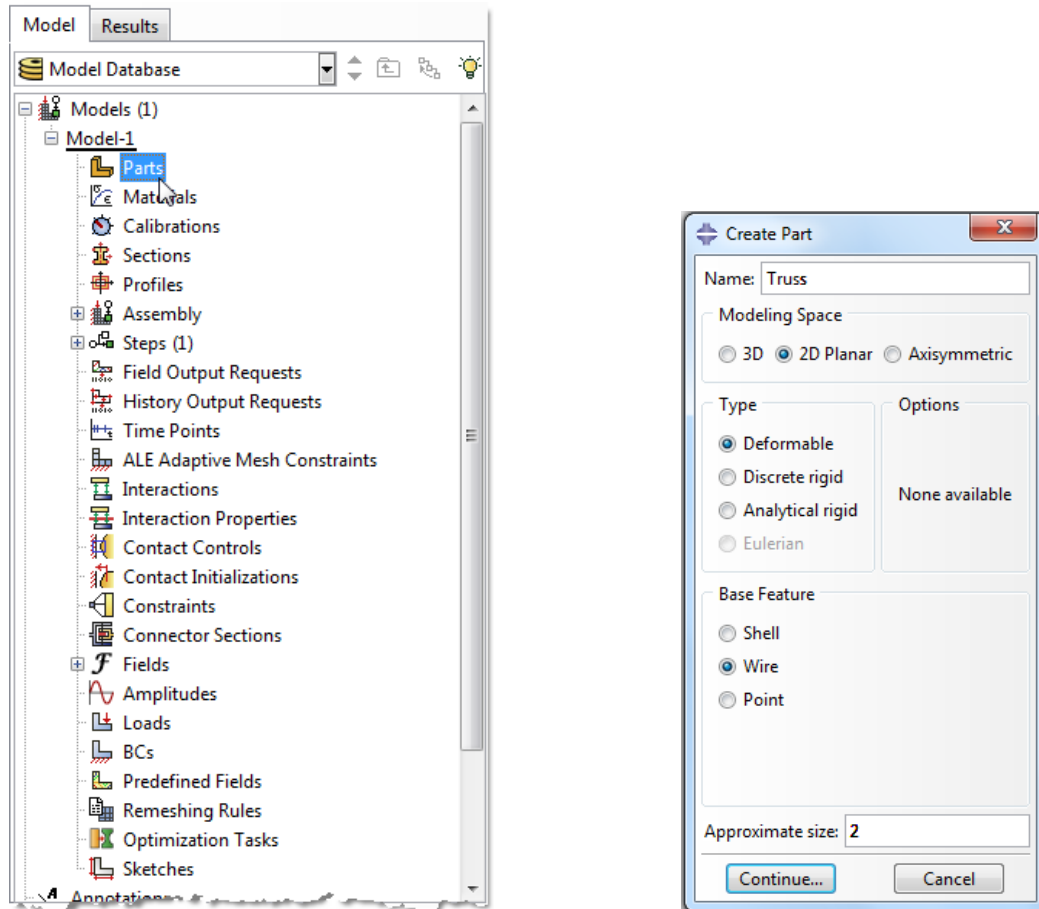 Model Results
Model Database
Models (1)
Model-1
Parts
Materials
Calibrations
Sections
Profiles
Assembly
Steps (1)
Field Output Requests
History Output Requests
Time Points
ALE Adaptive Mesh Constraints
Interactions
Interaction Properties
Contact Controls
Contact Initializations
Constraints
Connector Sections
Fields
Amplitudes
Loads
BCs
Predefined Fields
Remeshing Rules
Optimization Tasks
Sketches
Annotations
Create Part
Name: Truss
Modeling Space
3D 2D Planar Axisymmetric
Type
Deformable
Discrete rigid
Analytical rigid
Eulerian
Options
None available
Base Feature
Shell
Wire
Point
Approximate size: 2
Continue... Cancel